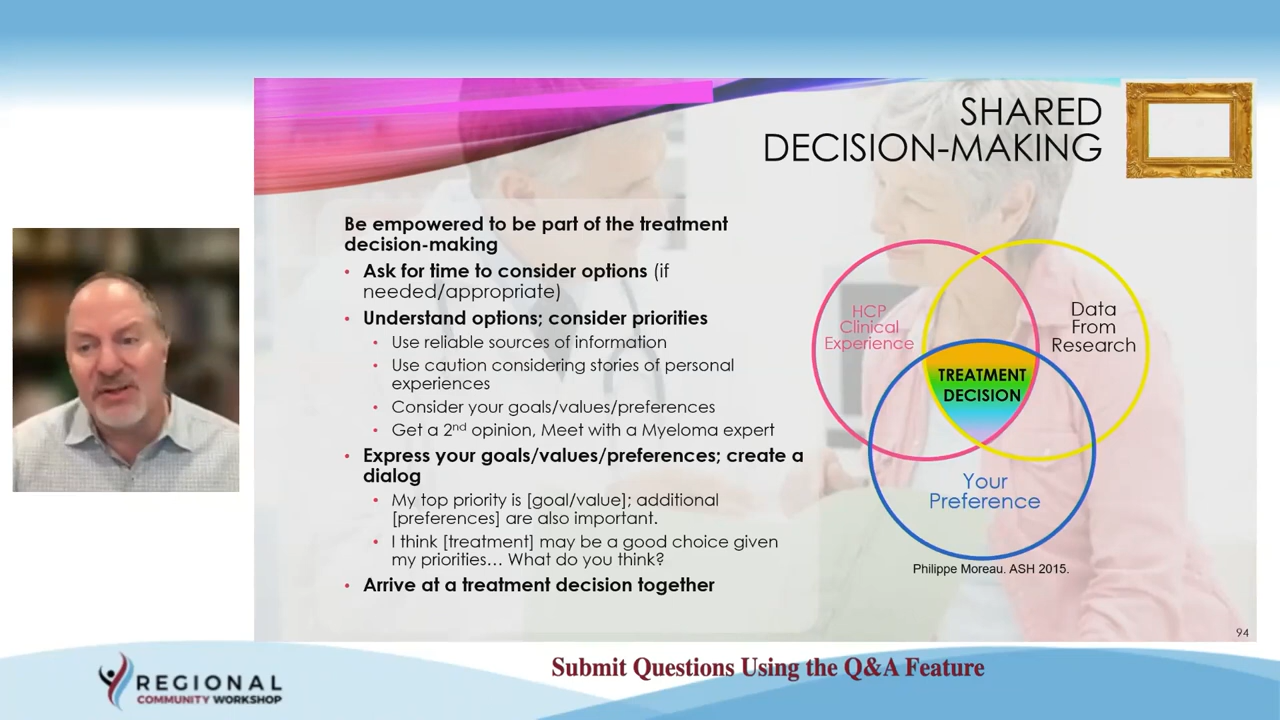 SHARED
DECISION-MAKING
Be empowered to be part of the treatment
decision-making
• Ask for time to consider options (if
needed/appropriate)
• Understand options; consider priorities
• Use reliable sources of information
• Use caution considering stories of personal
experiences
• Consider your goals/values/preferences
• Get a 2nd opinion, Meet with a Myeloma expert
• Express your goals/values/preferences; create a
dialog
• My top priority is [goal/value]; additional
[preferences] are also important.
• I think [treatment] may be a good choice given
my priorities… What do you think?
• Arrive at a treatment decision together
HCP
Clinical
Experience
Data
From
Research
TREATMENT
DECISION
Your
Preference
Philippe Moreau. ASH 2015.
94
REGIONAL
COMMUNITY WORKSHOP
Submit Questions Using the Q&A Feature